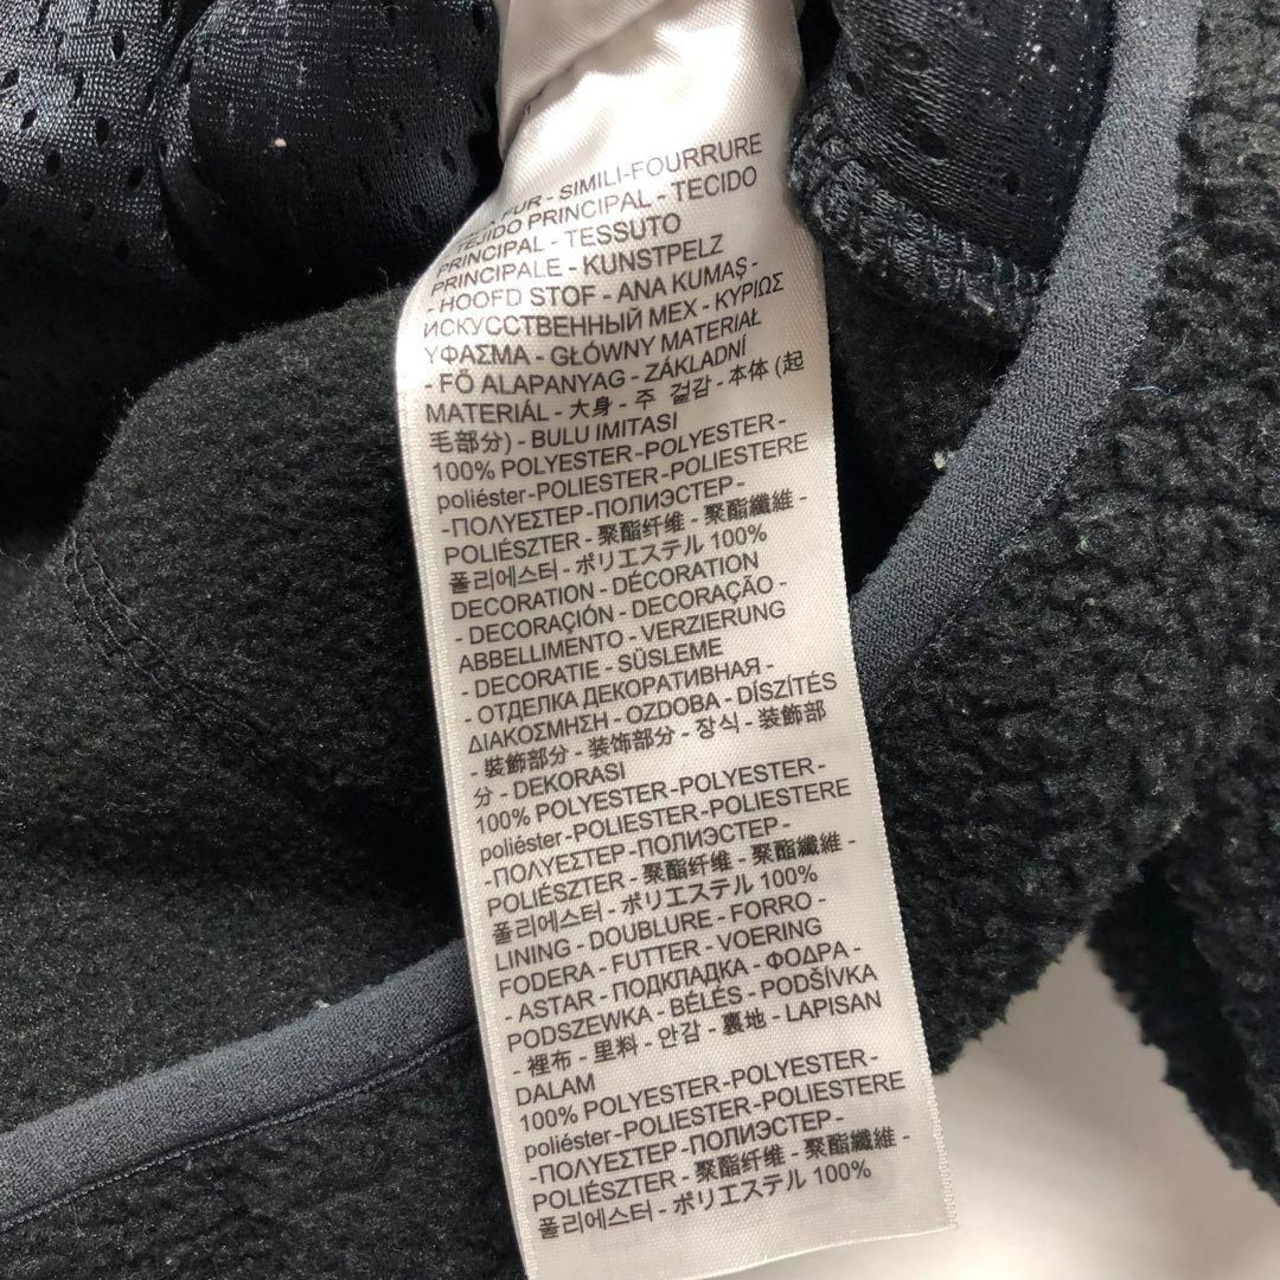 FUR - SIMILI-FOURRURE
TEJIDO PRINCIPAL - TECIDO
PRINCIPAL - TESSUTO
PRINCIPALE - KUNSTPELZ
- HOOFD STOF - ANA KUMAŞ -
ИСКУССТВЕННЫЙ МЕХ - ΚΥΡΙΩΣ
ΥΦΑΣΜΑ - GŁÓWNY MATERIAŁ
- FŐ ALAPANYAG - ZÁKLADNÍ
MATERIÁL - 大身 - 주 겉감 - 本体 (起
毛部分) - BULU IMITASI
100% POLYESTER-POLYESTER-
poliéster-POLIESTER-POLIESTERE
-ΠΟΛΥΕΣΤΕΡ-ПОЛИЭСТЕР-
POLIÉSZTER - 聚酯纤维 - 聚酯纖維 -
폴리에스터 - ポリエステル 100%
DECORATION - DÉCORATION
- DECORACIÓN - DECORAÇÃO -
ABBELLIMENTO - VERZIERUNG
- DECORATIE - SÜSLEME
- ОТДЕЛКА ДЕКОРАТИВНАЯ -
ΔΙΑΚΟΣΜΗΣΗ - OZDOBA - DÍSZÍTÉS
- 裝飾部分 - 装饰部分 - 장식 - 装飾部
分 - DEKORASI
100% POLYESTER-POLYESTER-
poliéster-POLIESTER-POLIESTERE
-ΠΟΛΥΕΣΤΕΡ-ПОЛИЭСТЕР-
POLIÉSZTER - 聚酯纤维 - 聚酯纖維 -
폴리에스터 - ポリエステル 100%
LINING - DOUBLURE - FORRO -
FODERA - FUTTER - VOERING
- ASTAR - ПОДКЛАДКА - ΦΟΔΡΑ -
PODSZEWKA - BÉLÉS - PODŠÍVKA
- 裡布 - 里料 - 안감 - 裏地 - LAPISAN
DALAM
100% POLYESTER-POLYESTER-
poliéster-POLIESTER-POLIESTERE
-ΠΟΛΥΕΣΤΕΡ-ПОЛИЭСТЕР-
POLIÉSZTER - 聚酯纤维 - 聚酯纖維 -
폴리에스터 - ポリエステル 100%